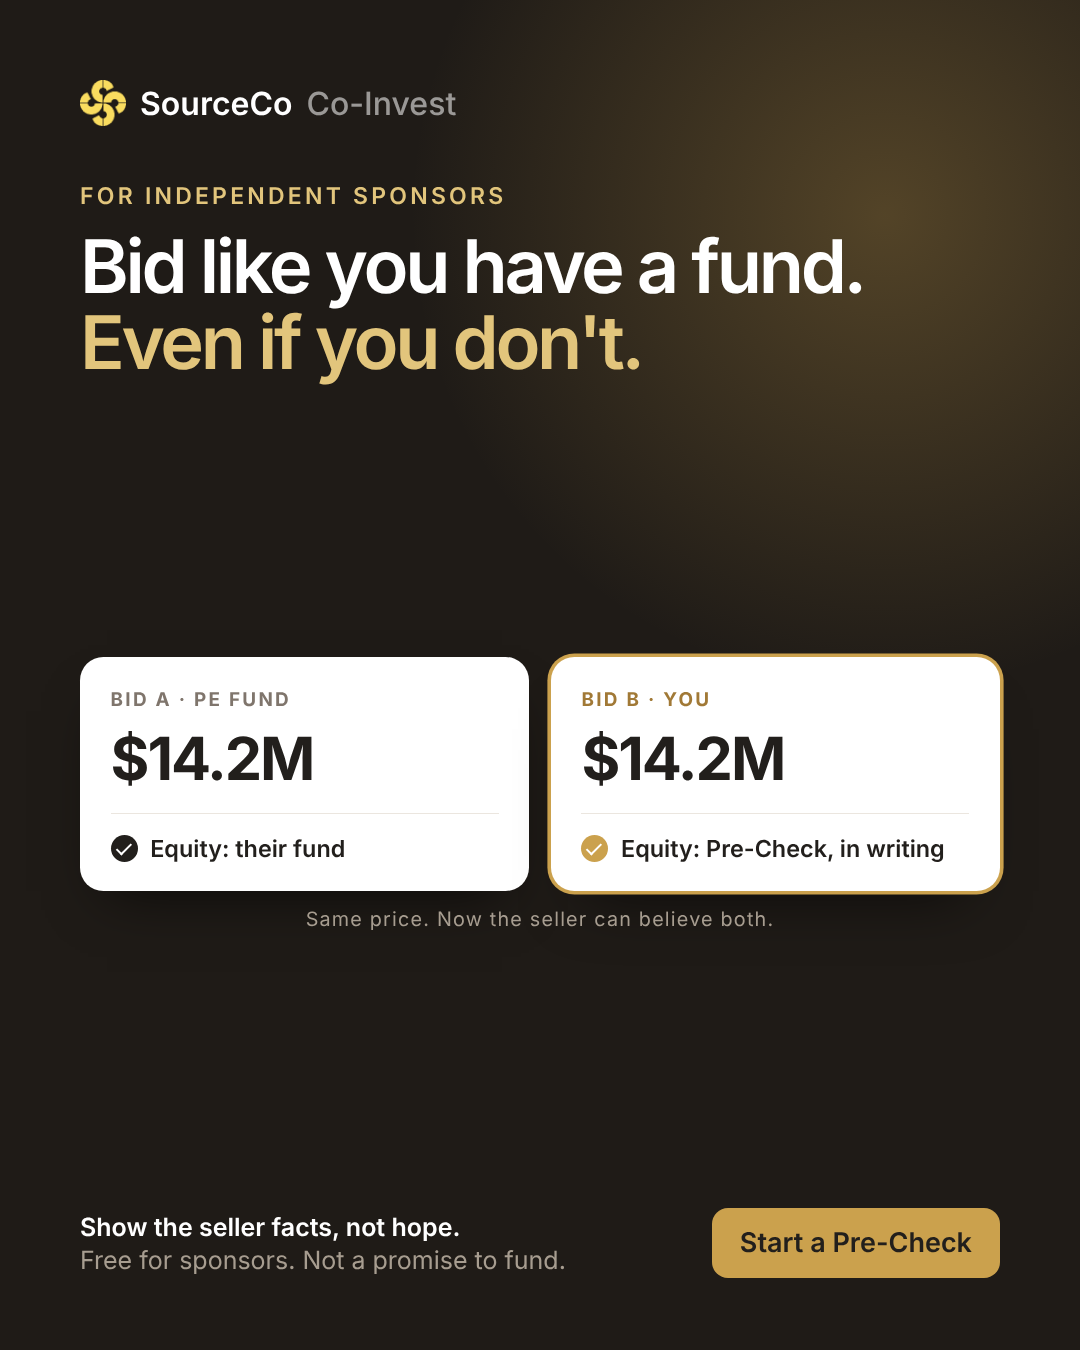 SourceCo Co-Invest
FOR INDEPENDENT SPONSORS
Bid like you have a fund.
Even if you don't.
BID A · PE FUND
$14.2M
Equity: their fund
BID B · YOU
$14.2M
Equity: Pre-Check, in writing
Same price. Now the seller can believe both.
Show the seller facts, not hope.
Free for sponsors. Not a promise to fund.
Start a Pre-Check